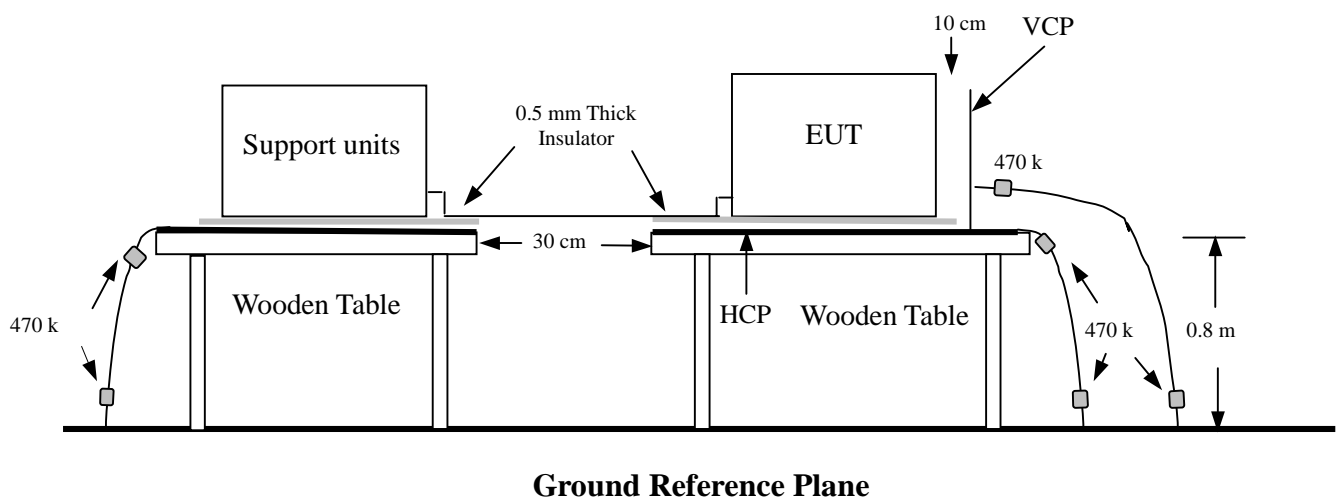 10 cm
VCP
0.5 mm Thick
Insulator
Support units
EUT
470 k
30 cm
Wooden Table
HCP
Wooden Table
470 k
470 k
0.8 m
Ground Reference Plane